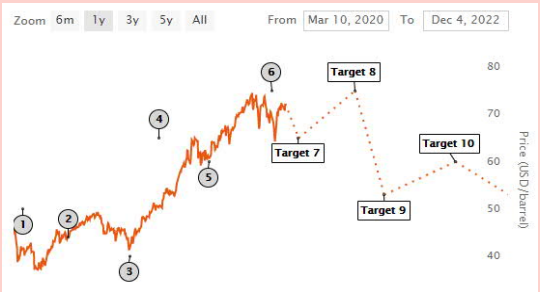 Zoom 6m 1y 3y 5y All From Mar 10, 2020 To Dec 4, 2022
80
6
Target 8
70
4
Target 7
Target 10
60
5
Price (USD/barrel)
Target 9
50
1
2
3
40